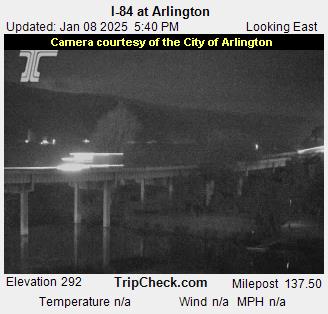 I-84 at Arlington
Updated: Jan 08 2025 5:40 PM Looking East
Camera courtesy of the City of Arlington
Elevation 292 TripCheck.com Milepost 137.50
Temperature n/a Wind n/a MPH n/a